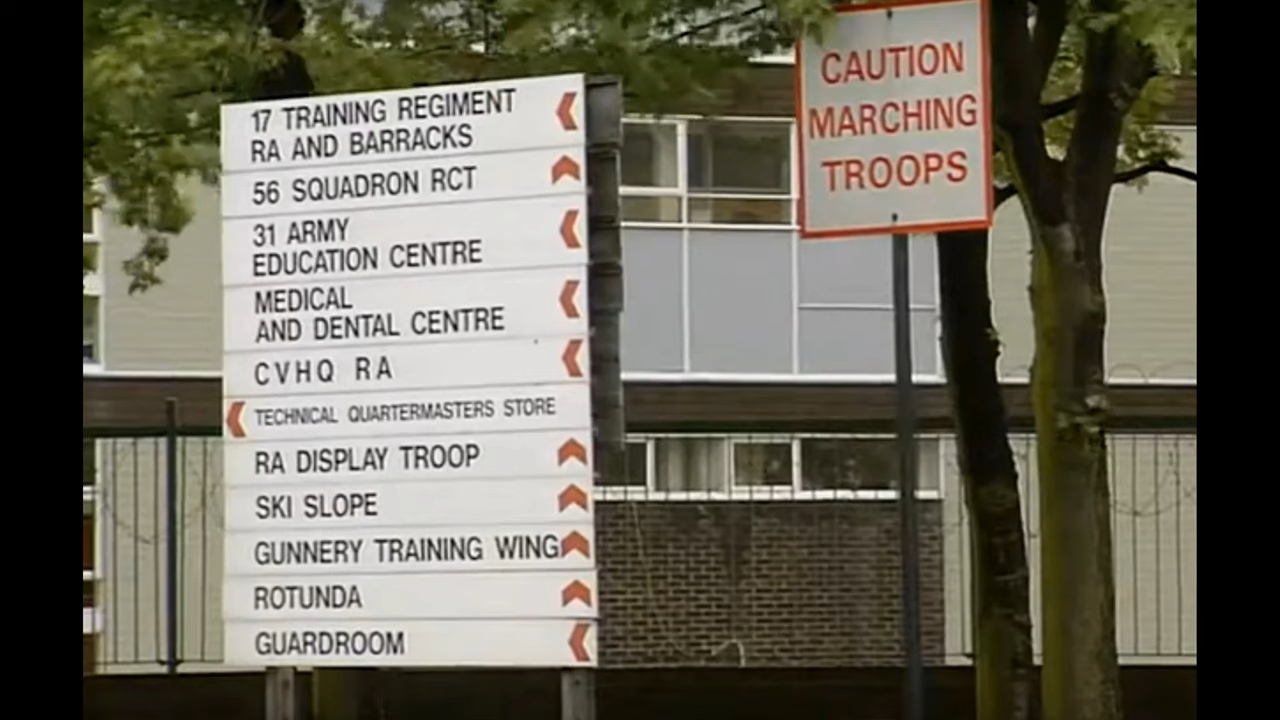 17 TRAINING REGIMENT
RA AND BARRACKS
56 SQUADRON RCT
31 ARMY
EDUCATION CENTRE
MEDICAL
AND DENTAL CENTRE
CVHQ RA
TECHNICAL QUARTERMASTERS STORE
RA DISPLAY TROOP
SKI SLOPE
GUNNERY TRAINING WING
ROTUNDA
GUARDROOM
CAUTION
MARCHING
TROOPS